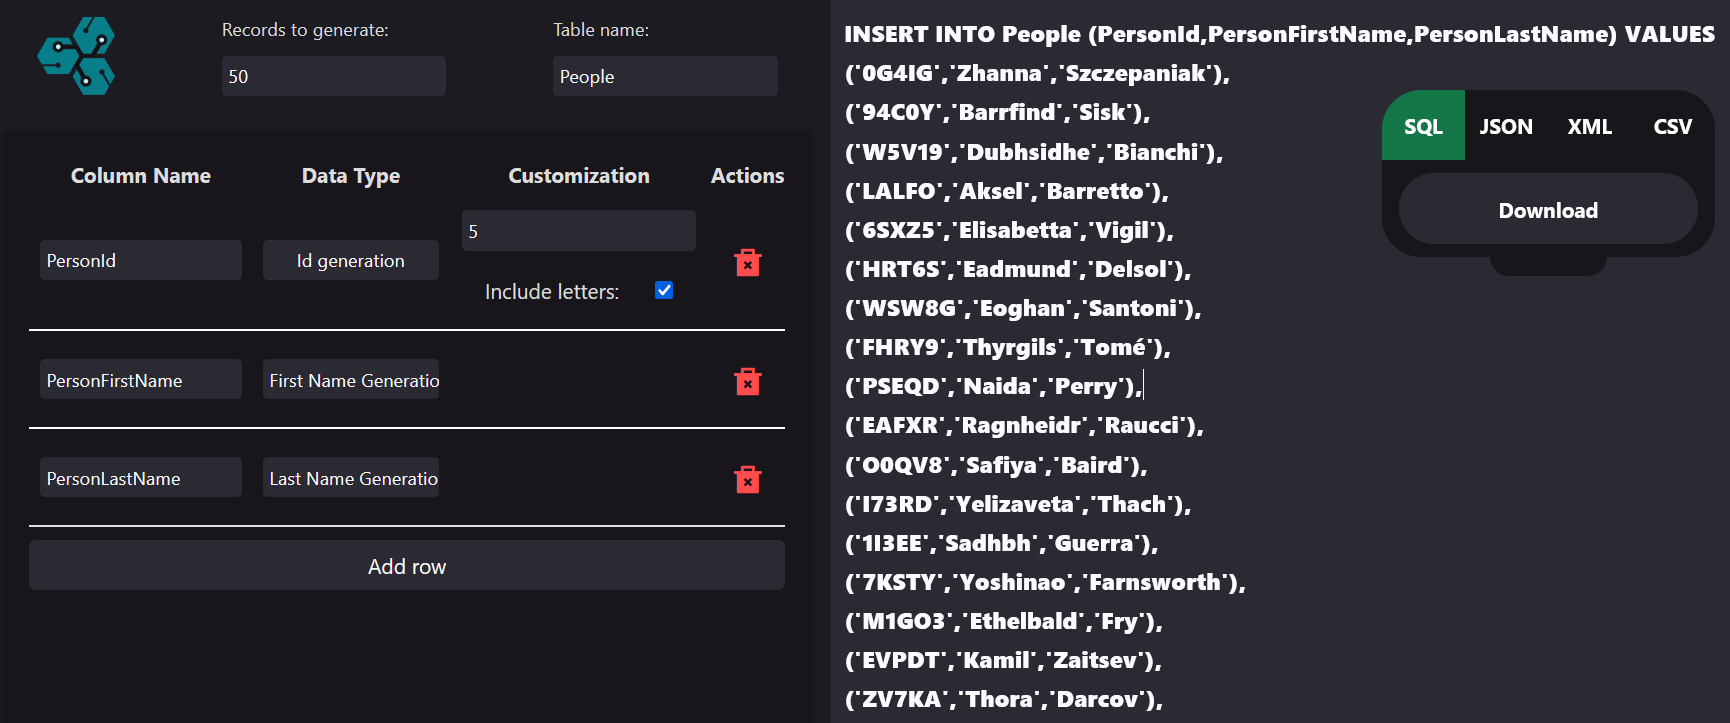 Records to generate:
Table name:
50
People
Column Name
Data Type
Customization
Actions
PersonId
Id generation
5
Include letters:
PersonFirstName
First Name Generatio
PersonLastName
Last Name Generatio
Add row
INSERT INTO People (PersonId,PersonFirstName,PersonLastName) VALUES
('0G4IG','Zhanna','Szczepaniak'),
('94C0Y','Barrfind','Sisk'),
('W5V19','Dubhsidhe','Bianchi'),
('LALFO','Aksel','Barretto'),
('6SXZ5','Elisabetta','Vigil'),
('HRT6S','Eadmund','Delsol'),
('WSW8G','Eoghan','Santoni'),
('FHRY9','Thyrgils','Tomé'),
('PSEQD','Naida','Perry'),
('EAFXR','Ragnheidr','Raucci'),
('O0QV8','Safiya','Baird'),
('I73RD','Yelizaveta','Thach'),
('1I3EE','Sadhbh','Guerra'),
('7KSTY','Yoshinao','Farnsworth'),
('M1GO3','Ethelbald','Fry'),
('EVPDT','Kamil','Zaitsev'),
('ZV7KA','Thora','Darcov'),
SQL
JSON
XML
CSV
Download